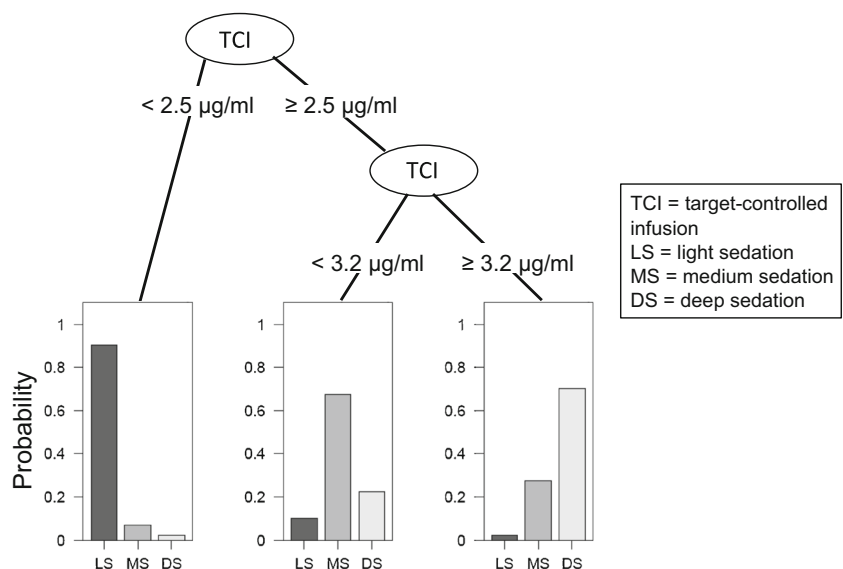 TCI
< 2.5 µg/ml
≥ 2.5 µg/ml
TCI
< 3.2 µg/ml
≥ 3.2 µg/ml
TCI = target-controlled
infusion
LS = light sedation
MS = medium sedation
DS = deep sedation
Probability
1
0.8
0.6
0.4
0.2
0
LS MS DS
1
0.8
0.6
0.4
0.2
0
LS MS DS
1
0.8
0.6
0.4
0.2
0
LS MS DS